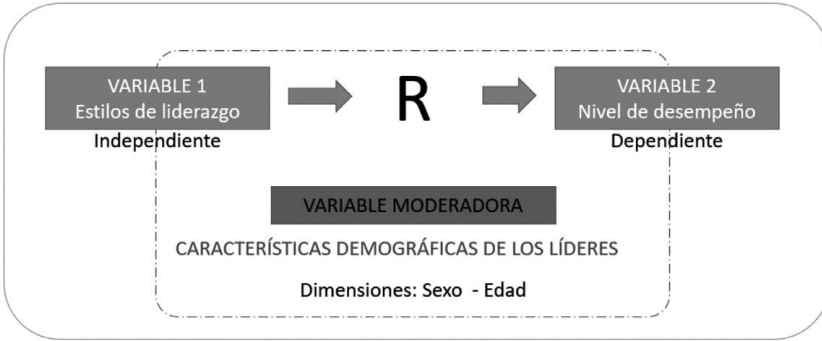 VARIABLE 1
Estilos de liderazgo
Independiente
R
VARIABLE 2
Nivel de desempeño
Dependiente
VARIABLE MODERADORA
CARACTERÍSTICAS DEMOGRÁFICAS DE LOS LÍDERES
Dimensiones: Sexo - Edad